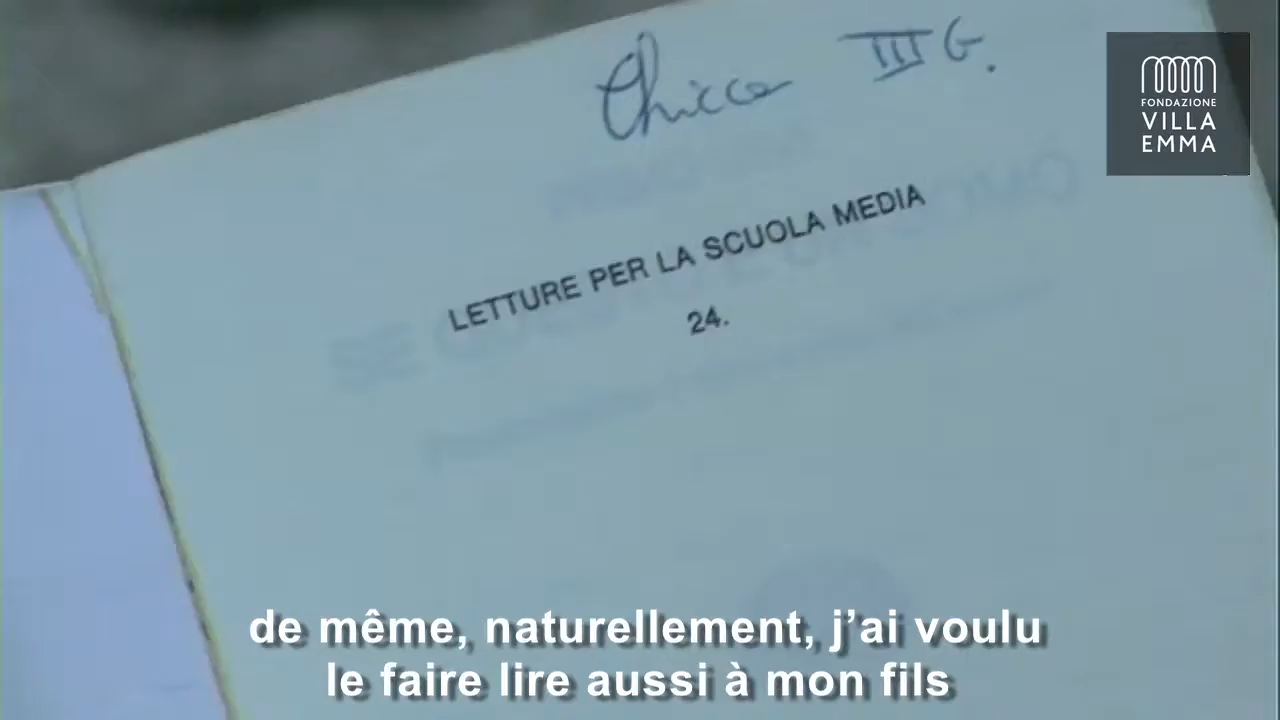 Chicco III G.
FONDAZIONE
VILLA
EMMA
LETTURE PER LA SCUOLA MEDIA
24.
de même, naturellement, j’ai voulu
le faire lire aussi à mon fils